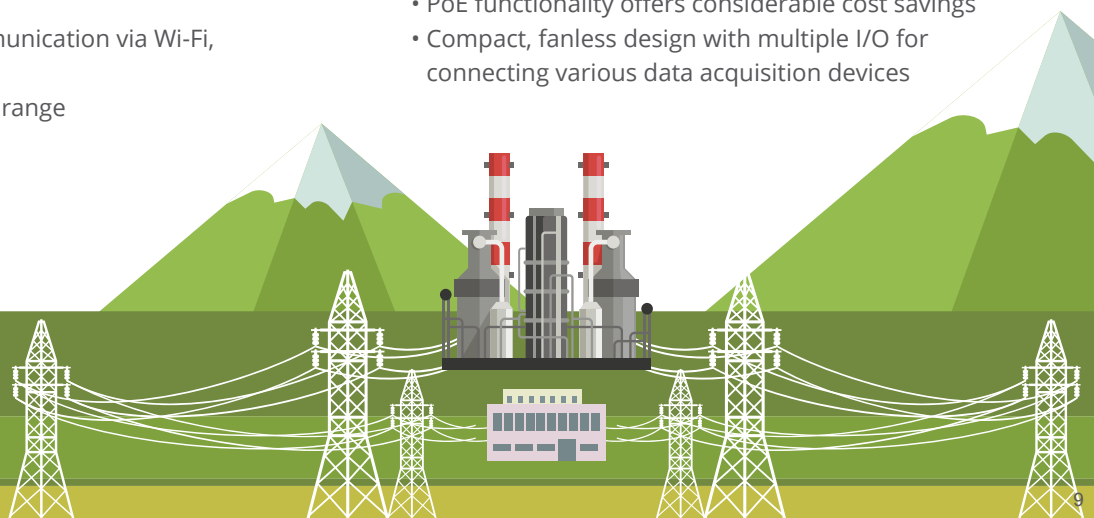 munication via Wi-Fi,
range
• PoE functionality offers considerable cost savings
• Compact, fanless design with multiple I/O for
connecting various data acquisition devices
9